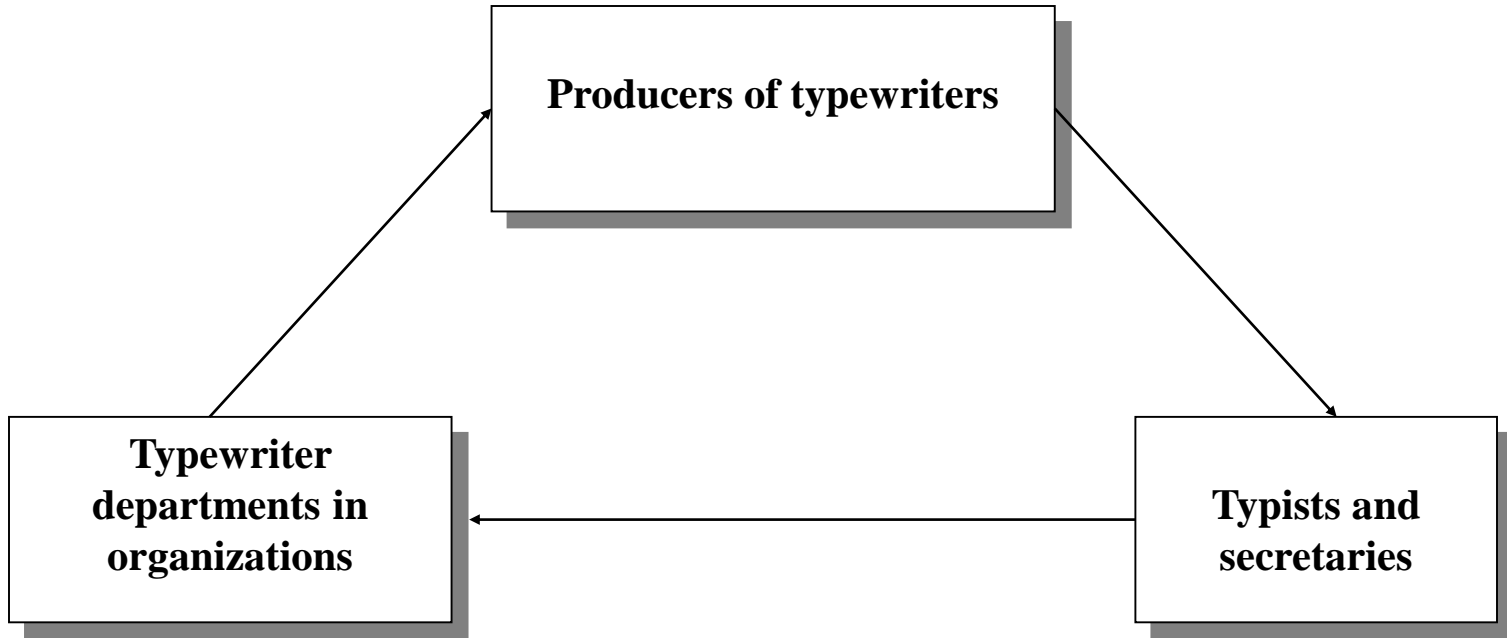 Producers of typewriters
Typewriter
departments in
organizations
Typists and
secretaries